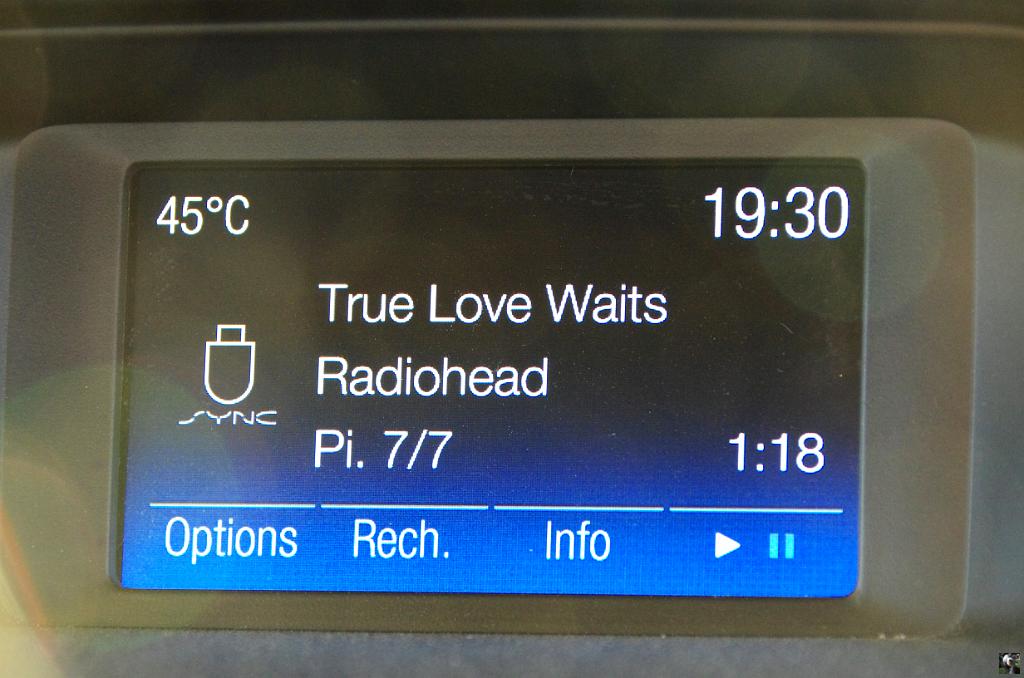 45°C 19:30
True Love Waits
Radiohead
SYNC
Pi. 7/7 1:18
Options Rech. Info